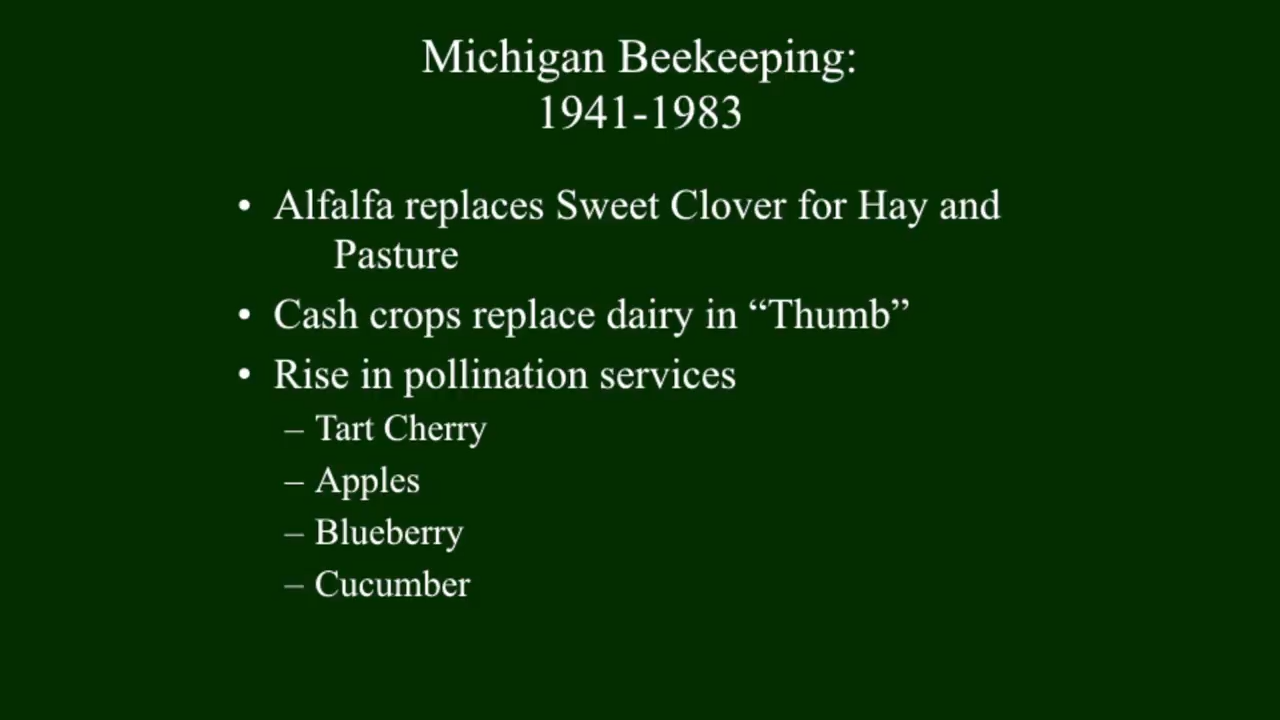 Michigan Beekeeping:
1941-1983
• Alfalfa replaces Sweet Clover for Hay and
Pasture
• Cash crops replace dairy in “Thumb”
• Rise in pollination services
– Tart Cherry
– Apples
– Blueberry
– Cucumber